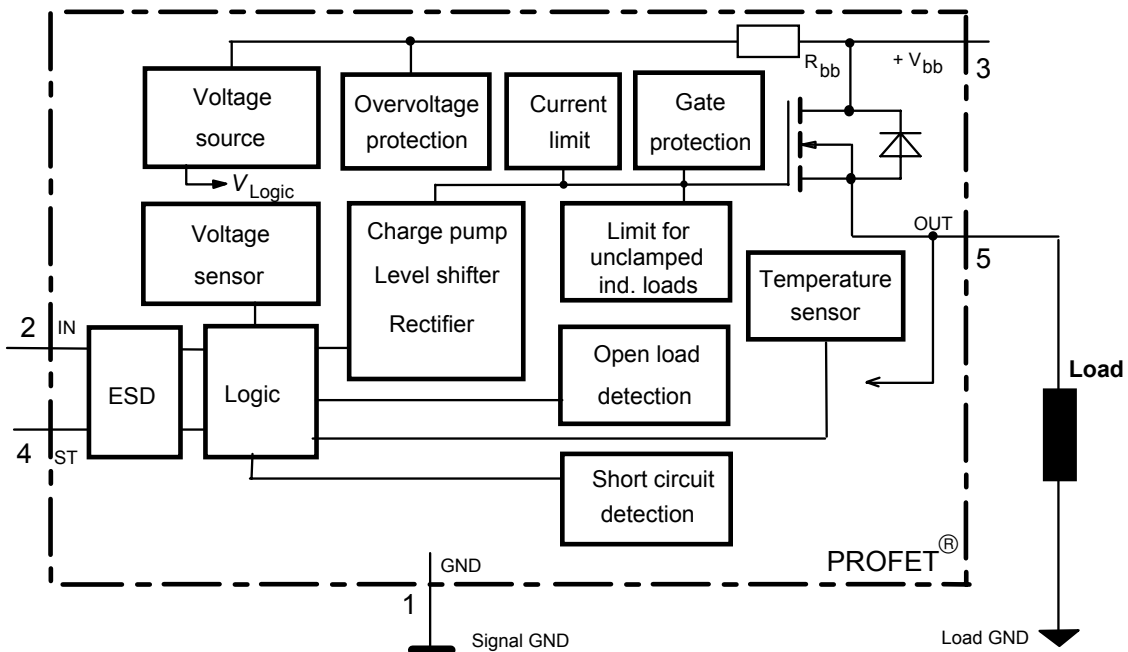 R bb
+ V bb
3
Voltage
source
Overvoltage
protection
Current
limit
Gate
protection
V Logic
Voltage
sensor
Charge pump
Level shifter
Rectifier
Limit for
unclamped
ind. loads
OUT
5
Temperature
sensor
2
IN
ESD
Logic
Open load
detection
Load
4
ST
Short circuit
detection
PROFET®
GND
1
Signal GND
Load GND